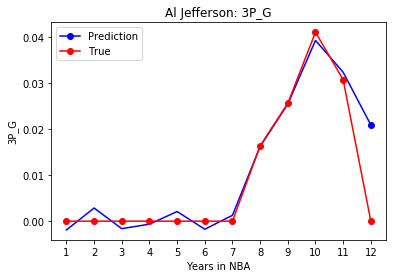 Al Jefferson: 3P_G
Prediction
True
0.04
0.03
0.02
0.01
0.00
3P_G
1 2 3 4 5 6 7 8 9 10 11 12
Years in NBA